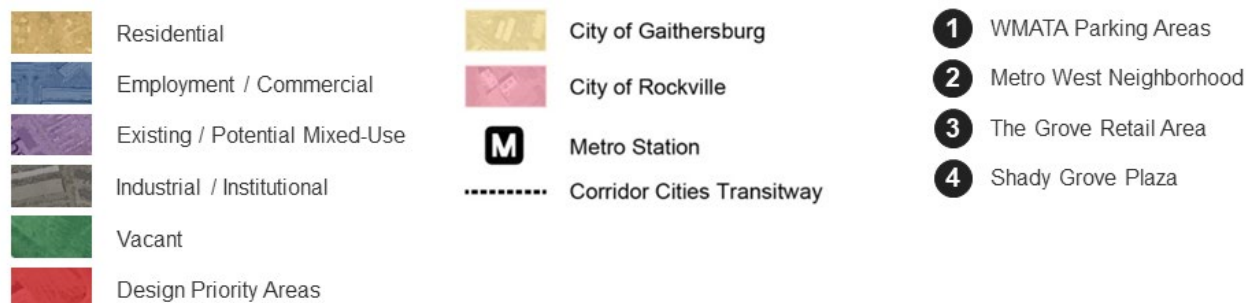 Residential
Employment / Commercial
Existing / Potential Mixed-Use
Industrial / Institutional
Vacant
Design Priority Areas
City of Gaithersburg
City of Rockville
M Metro Station
Corridor Cities Transitway
1 WMATA Parking Areas
2 Metro West Neighborhood
3 The Grove Retail Area
4 Shady Grove Plaza